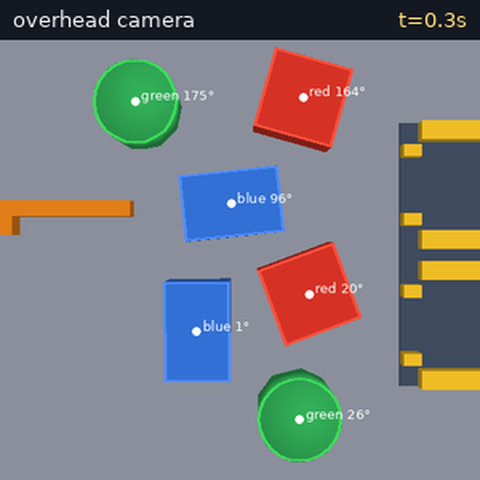 overhead camera
t=0.3s
red 164°
green 175°
blue 96°
red 20°
blue 1°
green 26°